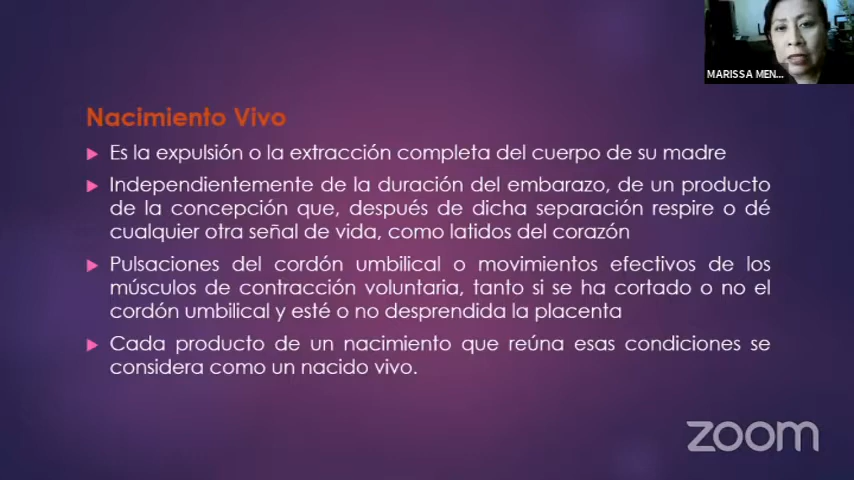 MARISSA MEN...
Nacimiento Vivo
Es la expulsión o la extracción completa del cuerpo de su madre
Independientemente de la duración del embarazo, de un producto
de la concepción que, después de dicha separación respire o dé
cualquier otra señal de vida, como latidos del corazón
Pulsaciones del cordón umbilical o movimientos efectivos de los
músculos de contracción voluntaria, tanto si se ha cortado o no el
cordón umbilical y esté o no desprendida la placenta
Cada producto de un nacimiento que reúna esas condiciones se
considera como un nacido vivo.
zoom